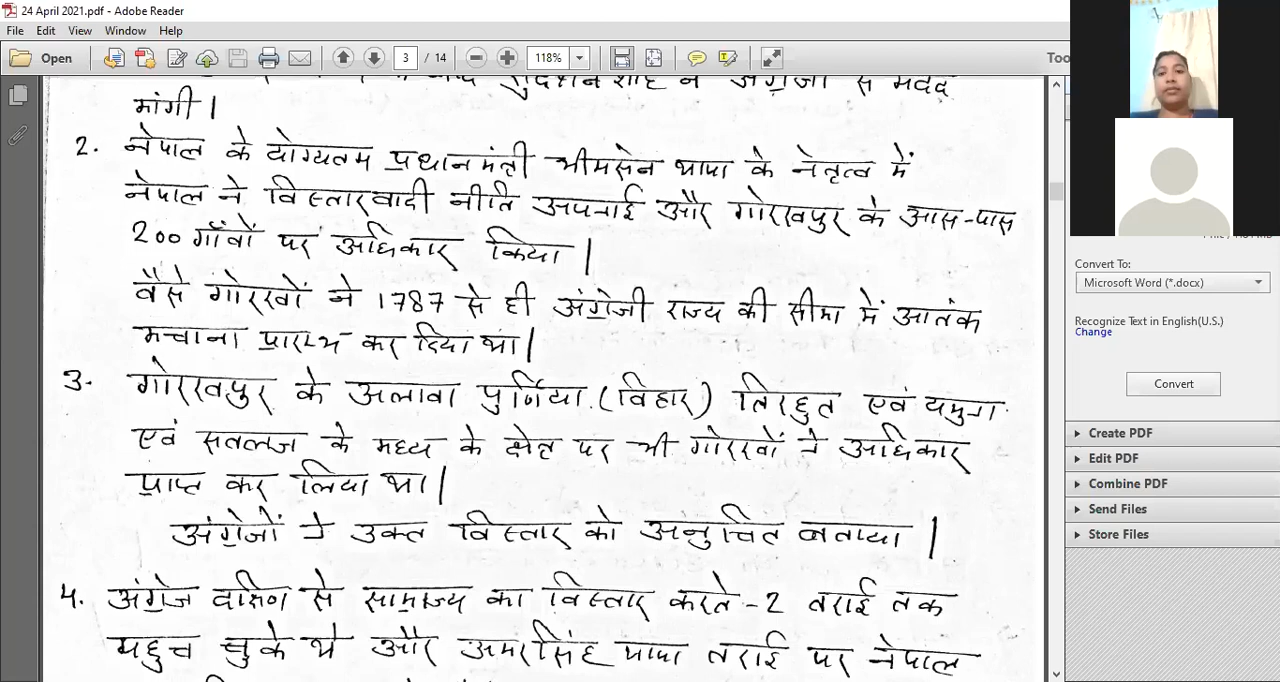 24 April 2021.pdf - Adobe Reader
File Edit View Window Help
Open 3 / 14 118% Too
सुदर्शनशाह ने अंग्रेजों से मदद
मांगी।
2. नेपाल के योग्यतम प्रधानमंत्री भीमसेन थापा के नेतृत्व में
नेपाल ने विस्तारवादी नीति अपनाई और गोरखपुर के आस-पास
200 गाँवों पर अधिकार किया।
वैसे गोरखों ने 1787 से ही अंग्रेजी राज्य की सीमा में आतंक
मचाना प्रारम्भ कर दिया था।
3. गोरखपुर के अलावा पुर्णिया (विहार) तिरहुत एवं यमुना
एवं सतलज के मध्य के क्षेत्र पर भी गोरखों ने अधिकार
प्राप्त कर लिया था।
अंग्रेजों ने उक्त विस्तार को अनुचित बताया।
4. अंग्रेज दक्षिण से साम्राज्य का विस्तार करते-2 तराई तक
पहुच चुके थे और अमरसिंह थापा तराई पर नेपाल
Convert To:
Microsoft Word (*.docx)
Recognize Text in English(U.S.)
Change
Convert
Create PDF
Edit PDF
Combine PDF
Send Files
Store Files